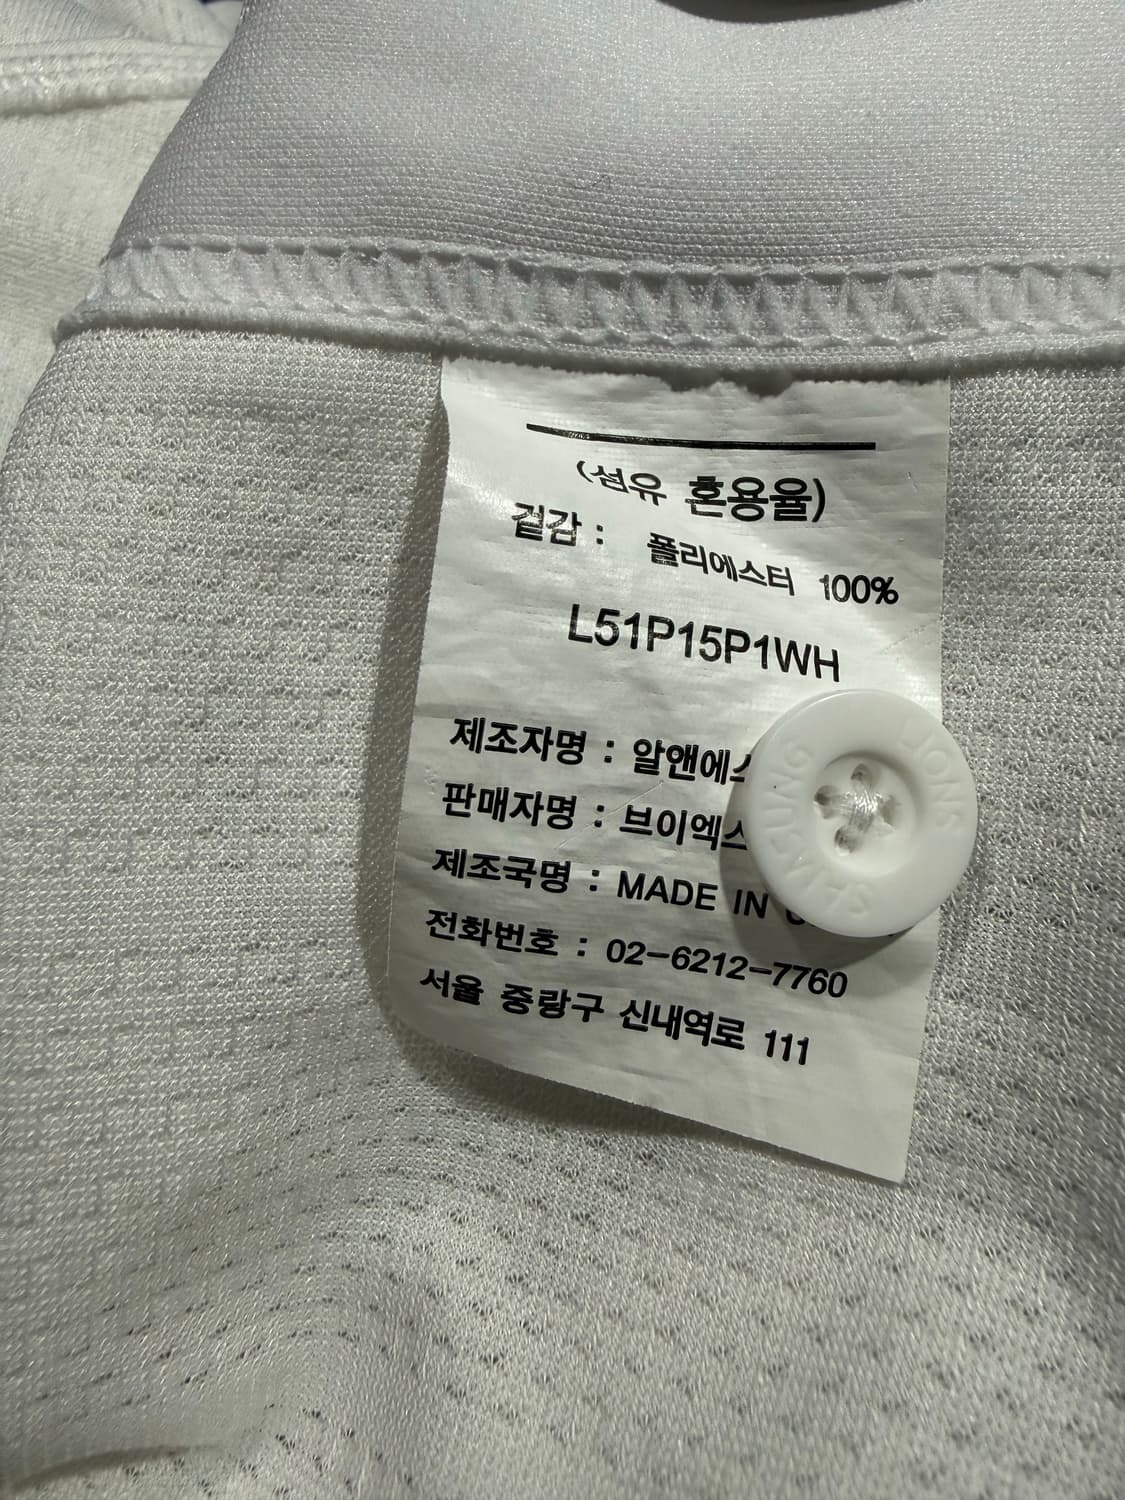 (섬유 혼용율)
겉감 : 폴리에스터 100%
L51P15P1WH
제조자명 : 알앤에스
판매자명 : 브이엑스
제조국명 : MADE IN
전화번호 : 02-6212-7760
서울 중랑구 신내역로 111
SAMSUNG LIONS